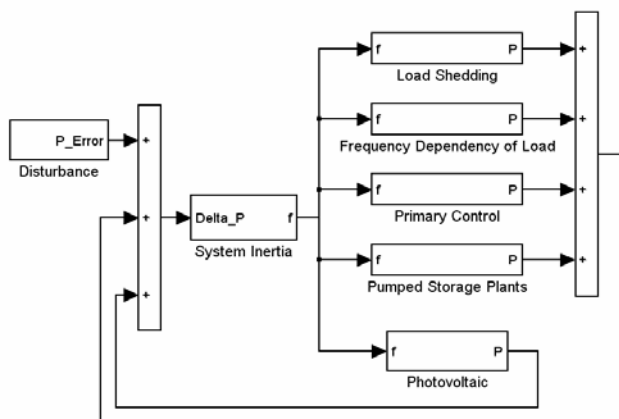 f P +
Load Shedding
P_Error +
f P +
Disturbance
Frequency Dependency of Load
Delta_P f
+
f P +
System Inertia
Primary Control
f P +
+
Pumped Storage Plants
f P
Photovoltaic